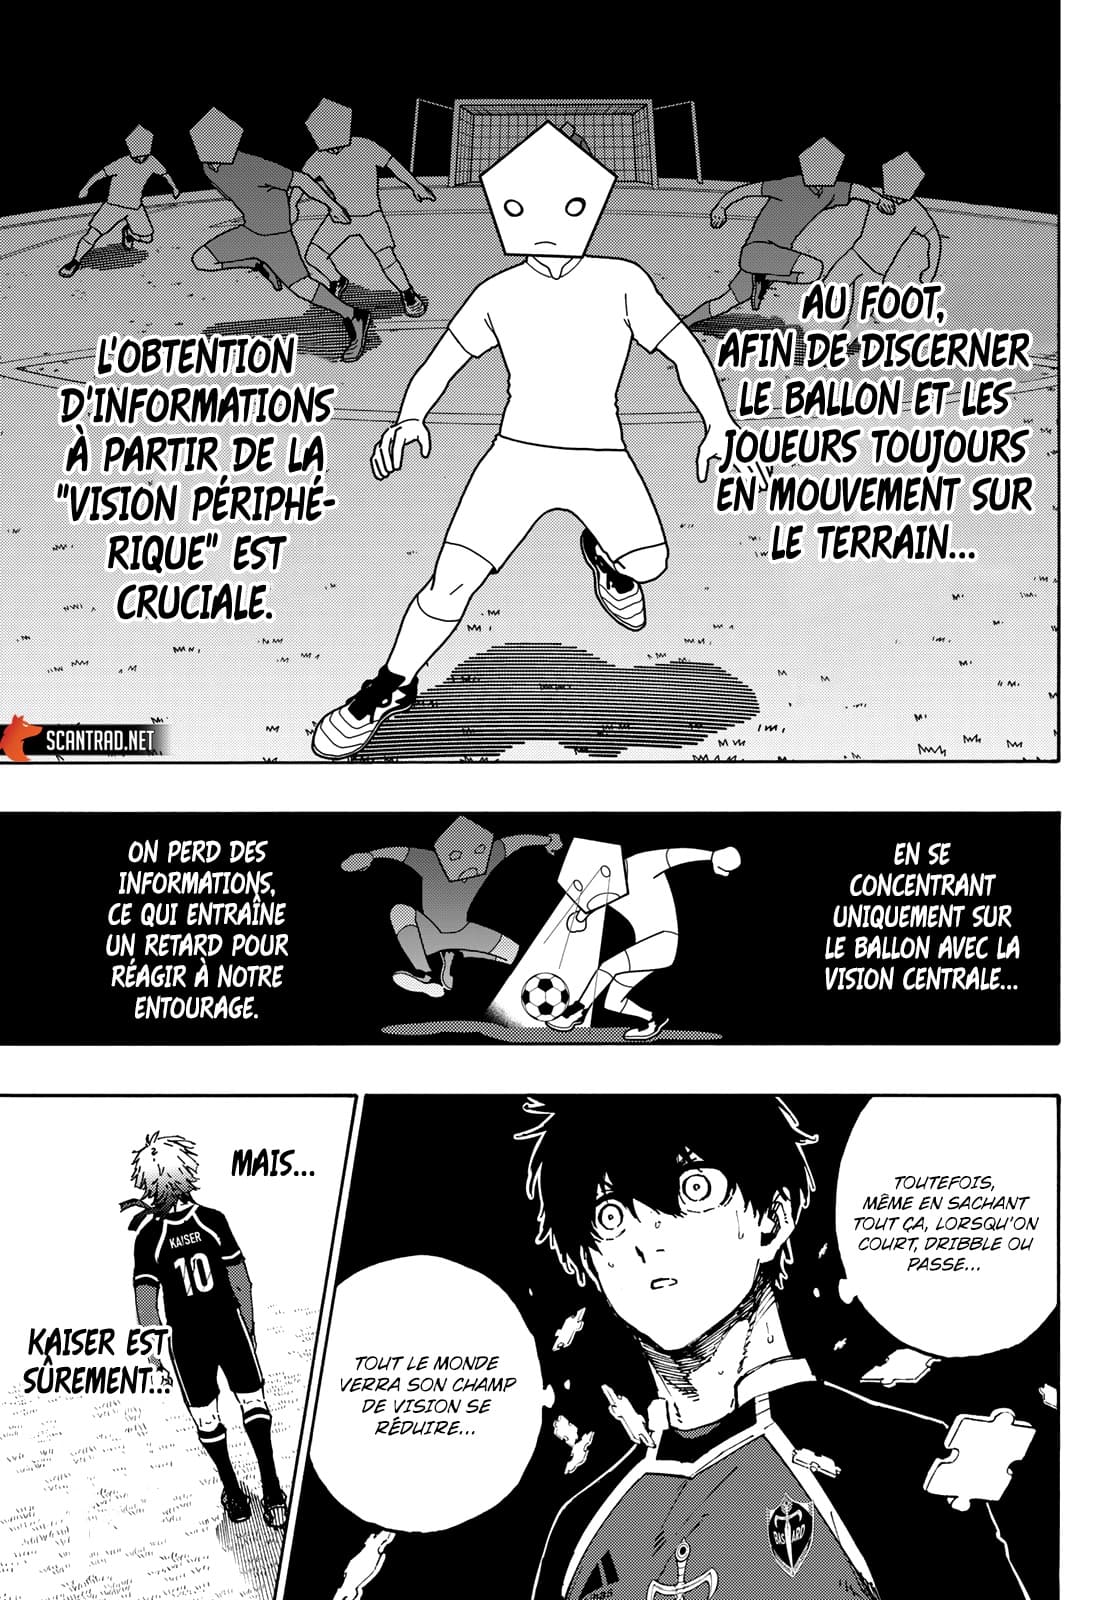 AU FOOT,
AFIN DE DISCERNER
LE BALLON ET LES
JOUEURS TOUJOURS
EN MOUVEMENT SUR
LE TERRAIN...
L'OBTENTION
D'INFORMATIONS
À PARTIR DE LA
"VISION PÉRIPHÉ-
RIQUE" EST
CRUCIALE.
SCANTRAD.NET
EN SE
CONCENTRANT
UNIQUEMENT SUR
LE BALLON AVEC LA
VISION CENTRALE...
ON PERD DES
INFORMATIONS,
CE QUI ENTRAÎNE
UN RETARD POUR
RÉAGIR À NOTRE
ENTOURAGE.
TOUTEFOIS,
MÊME EN SACHANT
TOUT ÇA, LORSQU'ON
COURT, DRIBBLE OU
PASSE...
TOUT LE MONDE
VERRA SON CHAMP
DE VISION SE
RÉDUIRE...
BASTARD
MAIS...
KAISER
10
KAISER EST
SÛREMENT...